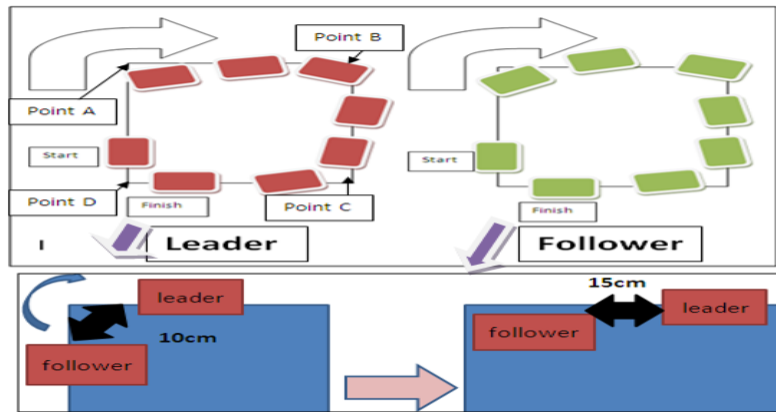 Point B
Point A
Start
Start
Point D
Finish
Point C
Finish
I
Leader
Follower
leader
10cm
follower
15cm
leader
follower